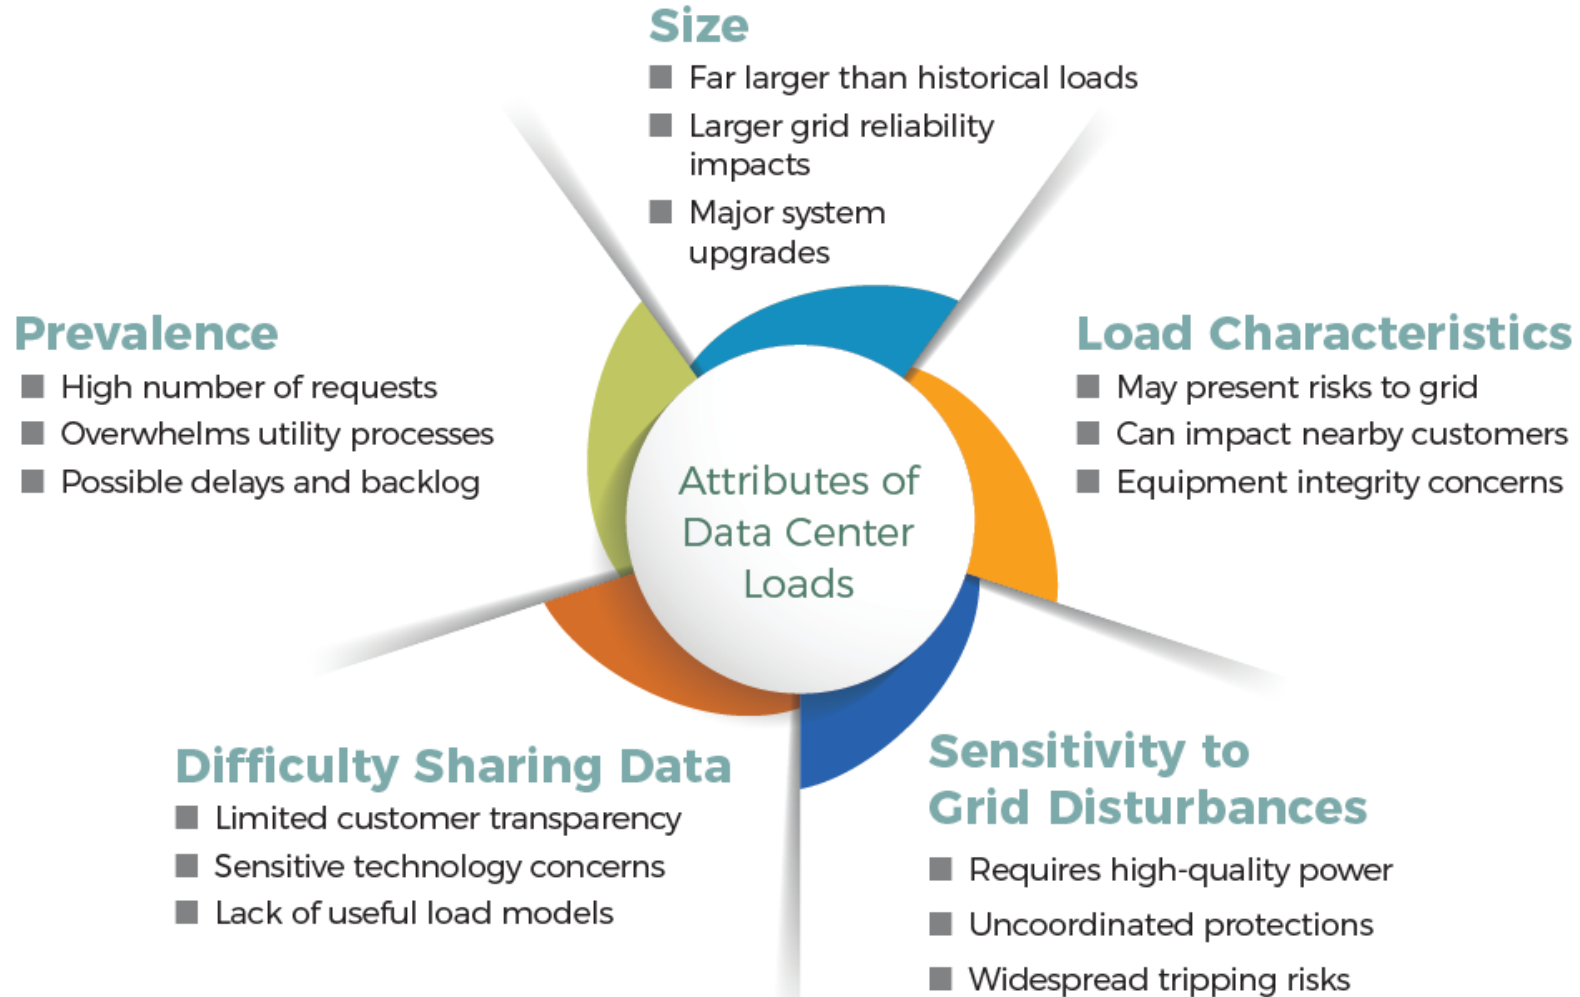 Size
Far larger than historical loads
Larger grid reliability
impacts
Major system
upgrades
Prevalence
High number of requests
Overwhelms utility processes
Possible delays and backlog
Load Characteristics
May present risks to grid
Can impact nearby customers
Equipment integrity concerns
Attributes of
Data Center
Loads
Difficulty Sharing Data
Limited customer transparency
Sensitive technology concerns
Lack of useful load models
Sensitivity to
Grid Disturbances
Requires high-quality power
Uncoordinated protections
Widespread tripping risks